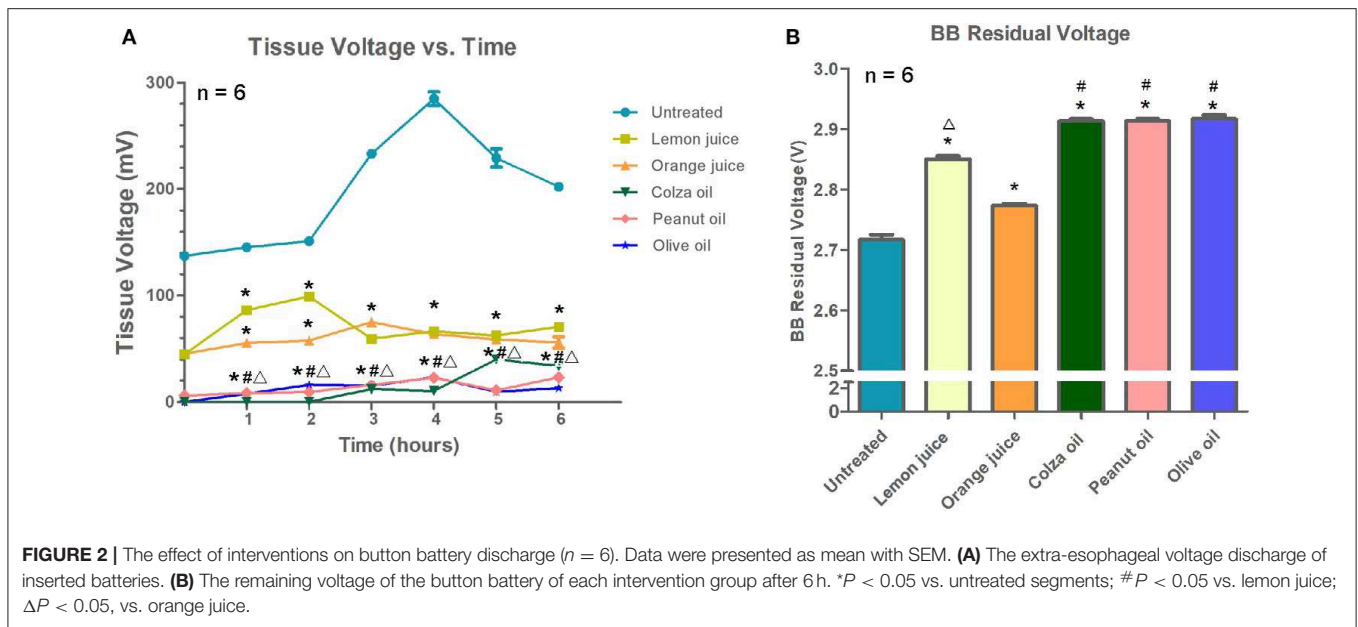 A
Tissue Voltage vs. Time
300
200
100
0
n = 6
Tissue Voltage (mV)
Untreated
Lemon juice
Orange juice
Colza oil
Peanut oil
Olive oil
* * * * * *
* *
*#△ *#△ *#△ *#△ *#△ *#△
1 2 3 4 5 6
Time (hours)
B
BB Residual Voltage
3.0
2.9
2.8
2.7
2.6
2.5
2
0
n = 6
BB Residual Voltage (V)
△
*
*
#
*
#
*
#
*
Untreated
Lemon juice
Orange juice
Colza oil
Peanut oil
Olive oil
FIGURE 2 | The effect of interventions on button battery discharge (n = 6). Data were presented as mean with SEM. (A) The extra-esophageal voltage discharge of
inserted batteries. (B) The remaining voltage of the button battery of each intervention group after 6 h. *P < 0.05 vs. untreated segments; #P < 0.05 vs. lemon juice;
ΔP < 0.05, vs. orange juice.